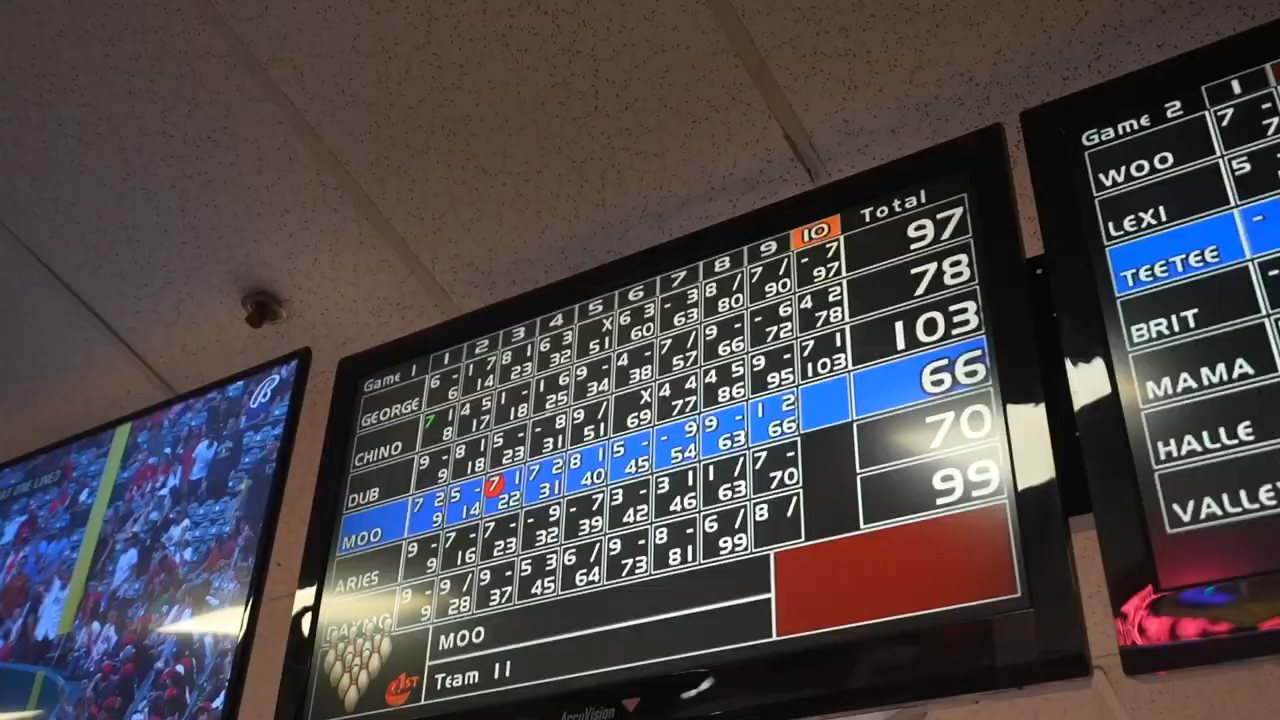 B
Game 1 1 2 3 4 5 6 7 8 9 10 Total
GEORGE 6 - 1 7 8 1 6 3 X 6 3 - 3 8 / 7 / - 7 97
6 14 23 32 51 60 63 80 90 97
CHINO 7 1 4 5 1 - 1 6 9 - 4 - 7 / 9 - - 6 4 2 78
8 17 18 25 34 38 57 66 72 78
DUB 9 - 8 1 5 - - 8 9 / X 4 4 4 5 9 - 7 1 103
9 18 23 31 51 69 77 86 95 103
MOO 7 2 5 - 7 1 7 2 8 1 5 - - 9 9 - 1 2 66
9 14 22 31 40 45 54 63 66
ARIES 9 - 7 - 7 - - 9 - 7 3 - 3 1 1 / 7 - 70
9 16 23 32 39 42 46 63 70
DAYMO 9 - 9 / 9 - 5 3 6 / 9 - 8 - 6 / 8 / 99
9 28 37 45 64 73 81 99
MOO
1ST
Team 11
AccuVision
Game 2 1
WOO 7 -
7
LEXI 5
TEETEE -
BRIT -
MAMA
HALLE
VALLEY